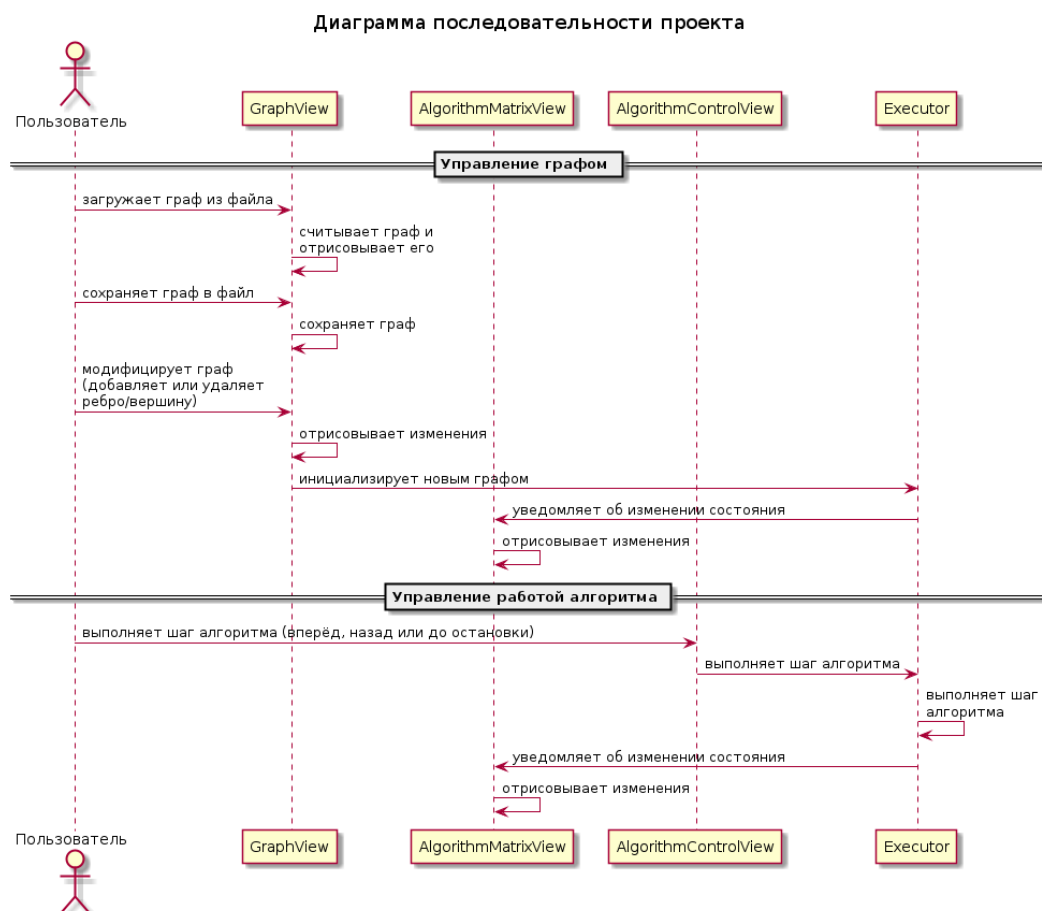 Диаграмма последовательности проекта
Пользователь
GraphView
AlgorithmMatrixView
AlgorithmControlView
Executor
Управление графом
загружает граф из файла
считывает граф и
отрисовывает его
сохраняет граф в файл
сохраняет граф
модифицирует граф
(добавляет или удаляет
ребро/вершину)
отрисовывает изменения
инициализирует новым графом
уведомляет об изменении состояния
отрисовывает изменения
Управление работой алгоритма
выполняет шаг алгоритма (вперёд, назад или до остановки)
выполняет шаг алгоритма
выполняет шаг
алгоритма
уведомляет об изменении состояния
отрисовывает изменения
Пользователь
GraphView
AlgorithmMatrixView
AlgorithmControlView
Executor